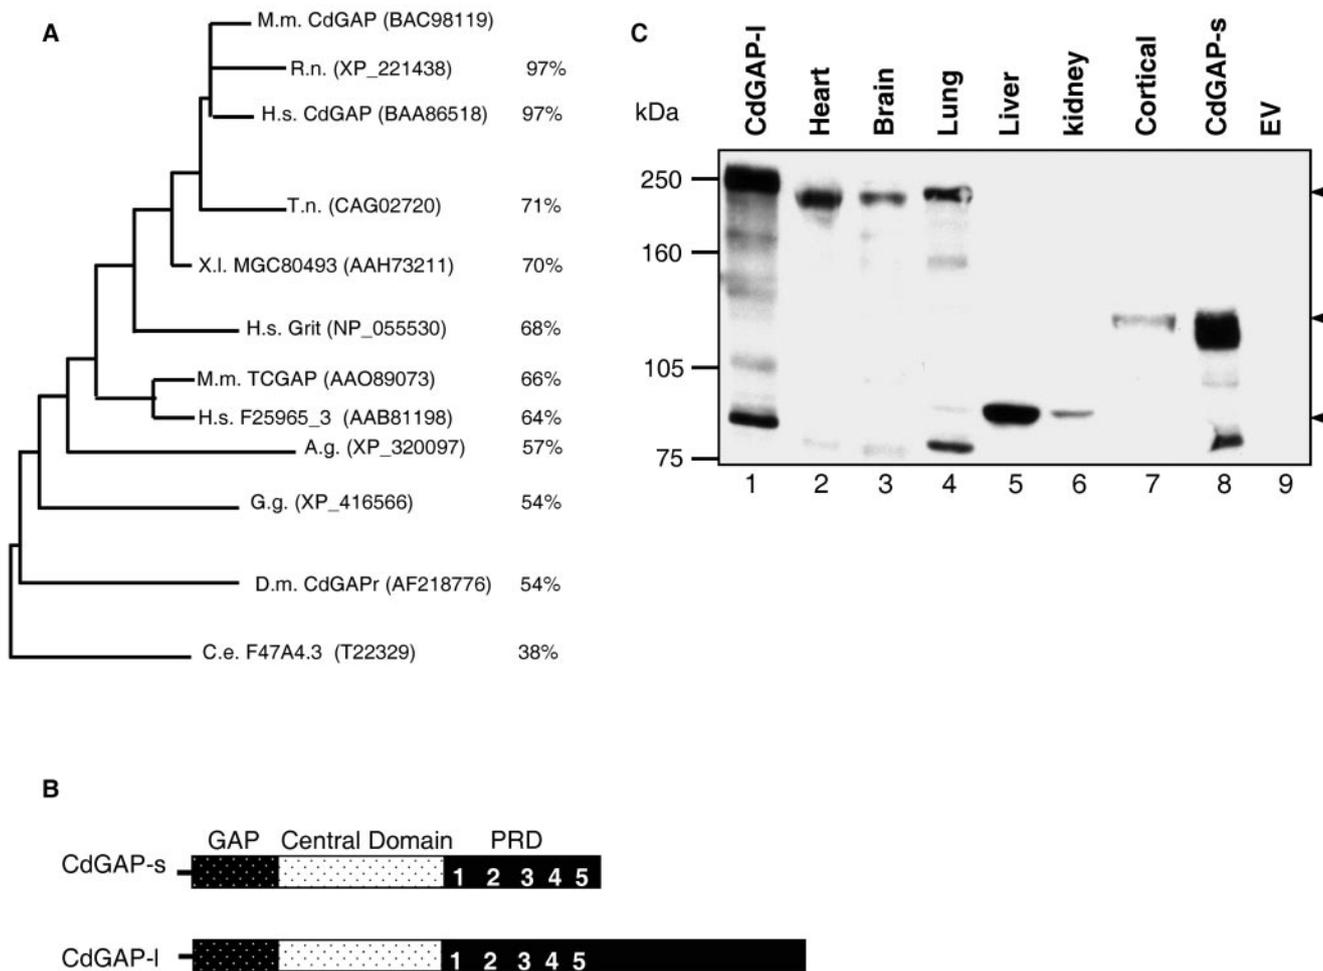 A
M.m. CdGAP (BAC98119)
R.n. (XP_221438) 97%
H.s. CdGAP (BAA86518) 97%
T.n. (CAG02720) 71%
X.l. MGC80493 (AAH73211) 70%
H.s. Grit (NP_055530) 68%
M.m. TCGAP (AAO89073) 66%
H.s. F25965_3 (AAB81198) 64%
A.g. (XP_320097) 57%
G.g. (XP_416566) 54%
D.m. CdGAPr (AF218776) 54%
C.e. F47A4.3 (T22329) 38%
B
GAP Central Domain PRD
CdGAP-s 1 2 3 4 5
CdGAP-l 1 2 3 4 5
C
kDa CdGAP-l Heart Brain Lung Liver kidney Cortical CdGAP-s EV
250
160
105
75
1 2 3 4 5 6 7 8 9